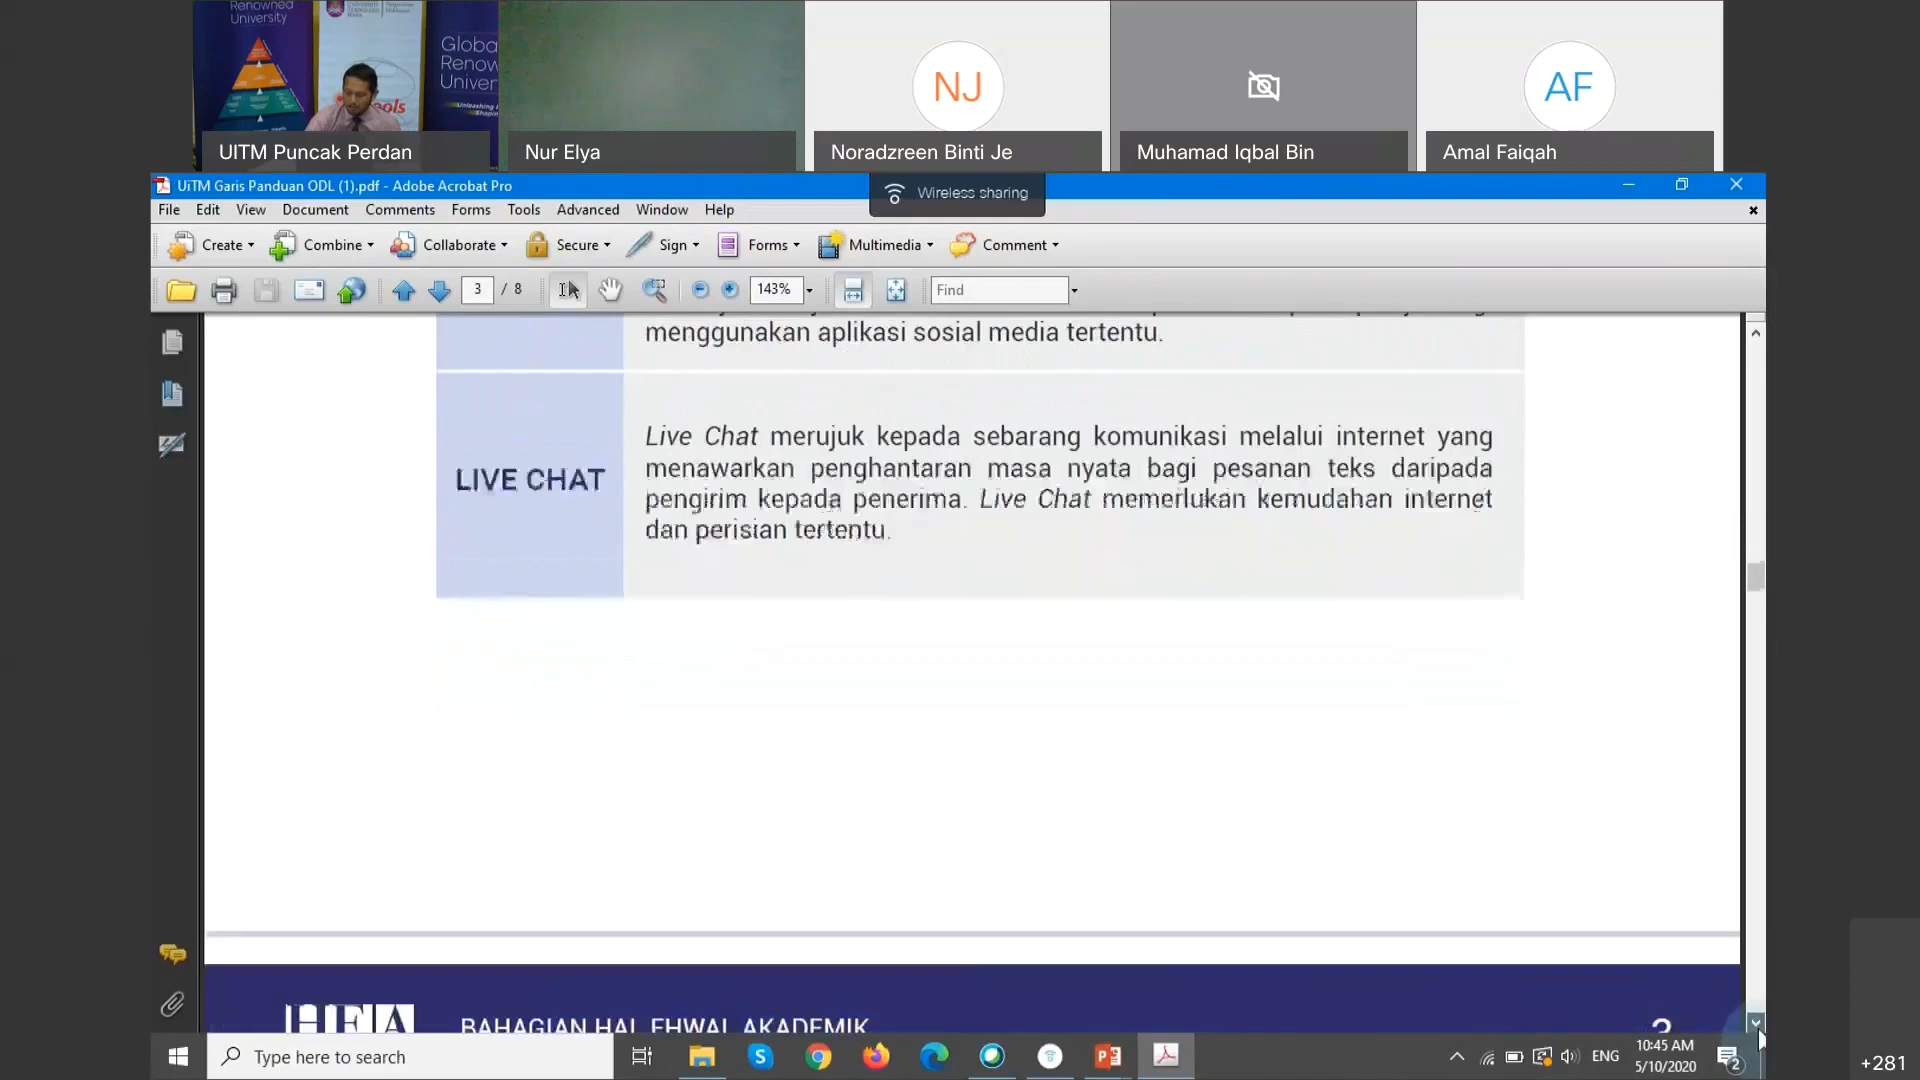 Renowned
University
Globa
Renow
Univer
ools
NJ
AF
UITM Puncak Perdan
Nur Elya
Noradzreen Binti Je
Muhamad Iqbal Bin
Amal Faiqah
UiTM Garis Panduan ODL (1).pdf - Adobe Acrobat Pro
Wireless sharing
File Edit View Document Comments Forms Tools Advanced Window Help
Create Combine Collaborate Secure Sign Forms Multimedia Comment
3 / 8 143% Find
menggunakan aplikasi sosial media tertentu.
LIVE CHAT
Live Chat merujuk kepada sebarang komunikasi melalui internet yang
menawarkan penghantaran masa nyata bagi pesanan teks daripada
pengirim kepada penerima. Live Chat memerlukan kemudahan internet
dan perisian tertentu.
HEA BAHAGIAN HAL EHWAL AKADEMIK
Type here to search
ENG
10:45 AM
5/10/2020
2
+281